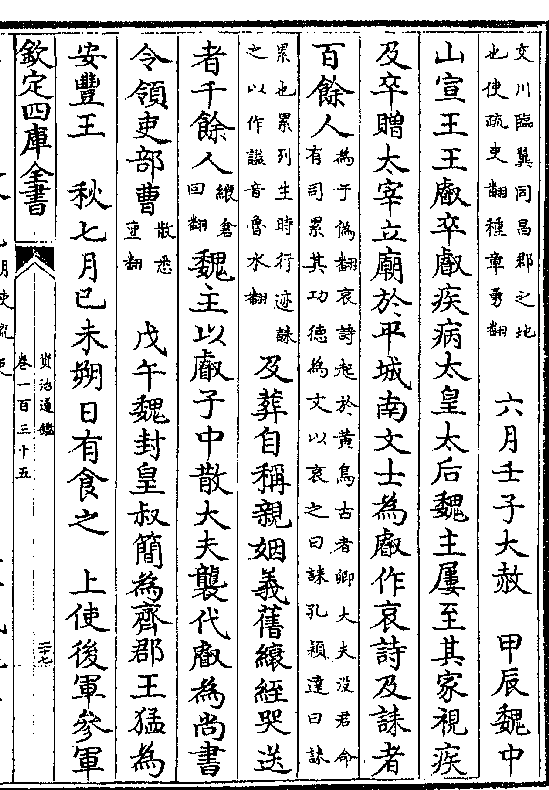 交川臨翼同昌郡之地
也使疏吏翻種章勇翻
六月壬子大赦 甲辰魏中
山宣王王叡卒叡疾病太皇太后魏主屢至其家視疾
及卒贈太宰立廟於平城南文士為叡作哀詩及誄者
百餘人
為于偽翻哀詩起於黃鳥古者卿大夫沒君命
有司累其功德為文以哀之曰誄孔穎達曰誄
累也累列生時行迹誄
之以作諡音魯水翻
及葬自稱親姻義舊縗絰哭送
者千餘人
縗倉
回翻
魏主以叡子中散大夫襲代叡為尚書
令領吏部曹
散悉
亶翻
戊午魏封皇叔簡為齊郡王猛為
安豐王 秋七月己未朔日有食之 上使後軍參軍
欽定四庫全書
資治通鑑
卷一百三十五